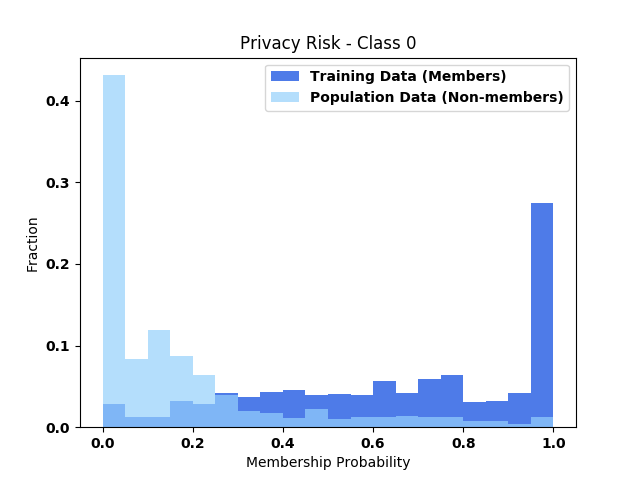 Privacy Risk - Class 0
Training Data (Members)
Population Data (Non-members)
Fraction
0.4
0.3
0.2
0.1
0.0
0.0 0.2 0.4 0.6 0.8 1.0
Membership Probability